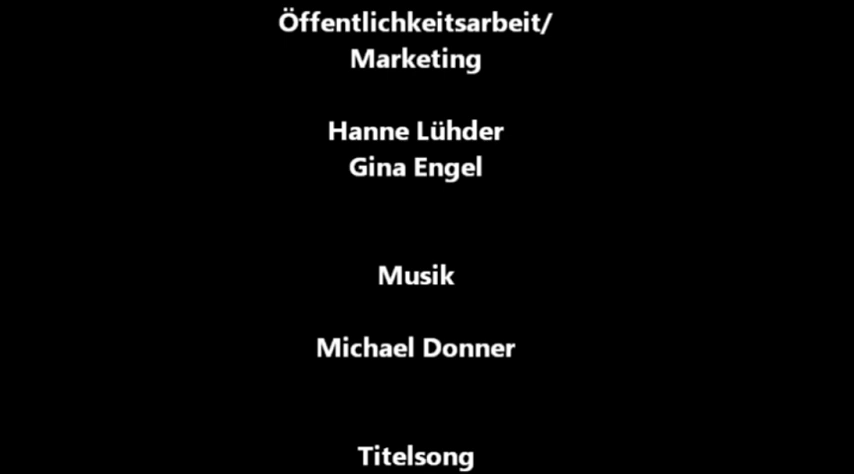 Öffentlichkeitsarbeit/
Marketing
Hanne Lühder
Gina Engel
Musik
Michael Donner
Titelsong